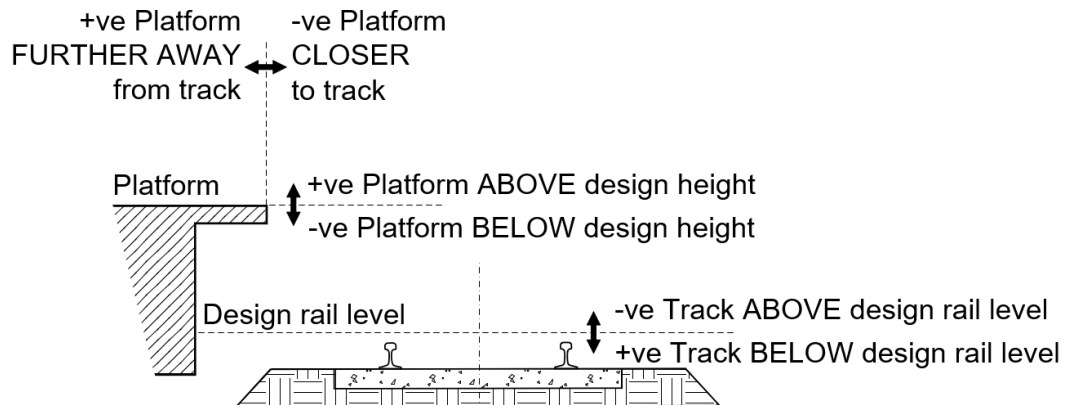 +ve Platform
FURTHER AWAY
from track
-ve Platform
CLOSER
to track
Platform
+ve Platform ABOVE design height
-ve Platform BELOW design height
Design rail level
-ve Track ABOVE design rail level
+ve Track BELOW design rail level